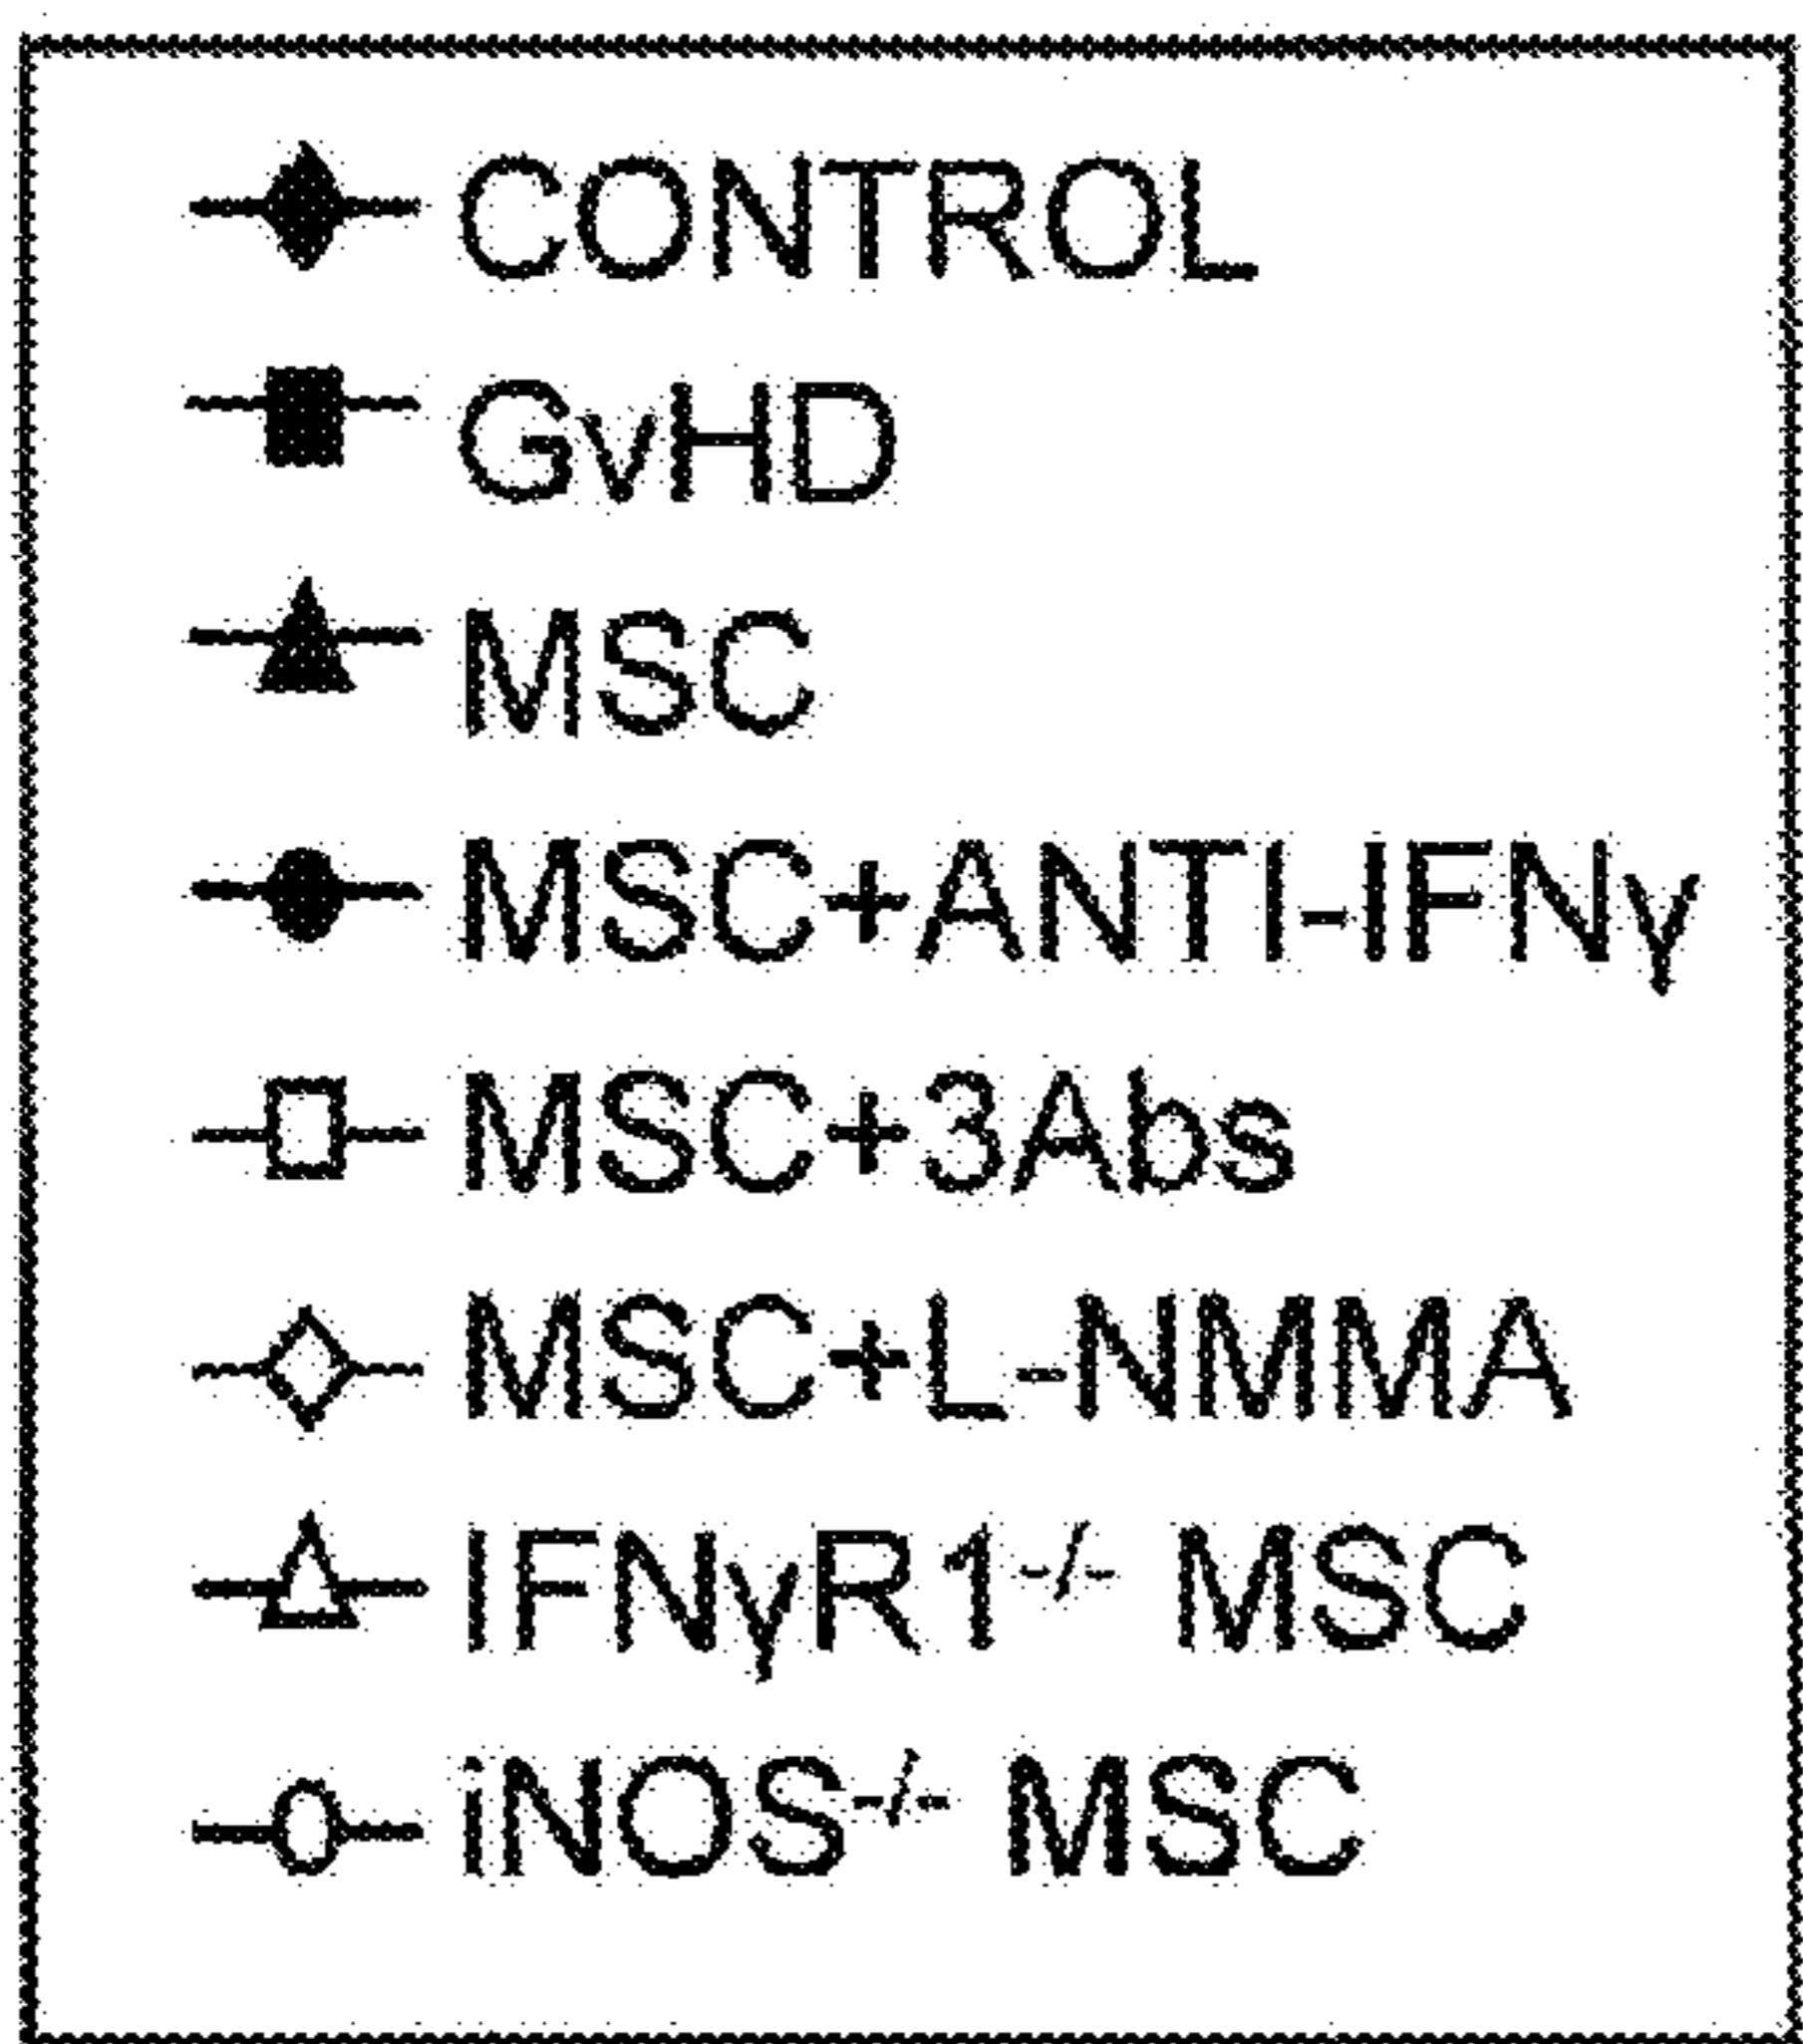 CONTROL
GvHD
MSC
MSC+ANTI-IFNγ
MSC+3Abs
MSC+L-NMMA
IFNγR1⁻/⁻ MSC
iNOS⁻/⁻ MSC